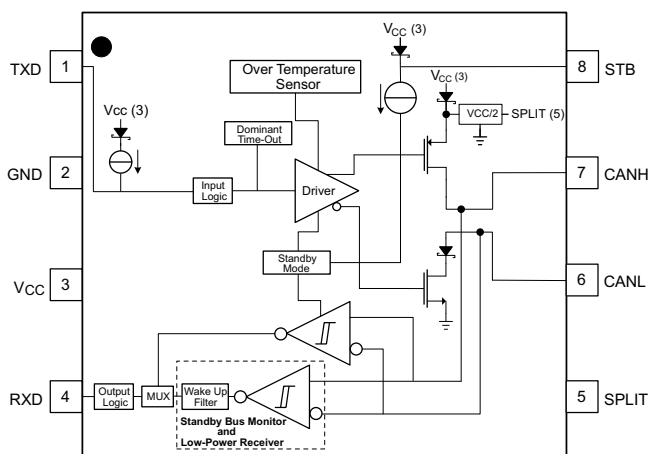 TXD
1
GND
2
VCC
3
RXD
4
8
STB
7
CANH
6
CANL
5
SPLIT
Over Temperature
Sensor
VCC (3)
VCC (3)
VCC (3)
VCC/2
SPLIT (5)
Dominant
Time-Out
Input
Logic
Driver
Standby
Mode
Output
Logic
MUX
Wake Up
Filter
Standby Bus Monitor
and
Low-Power Receiver